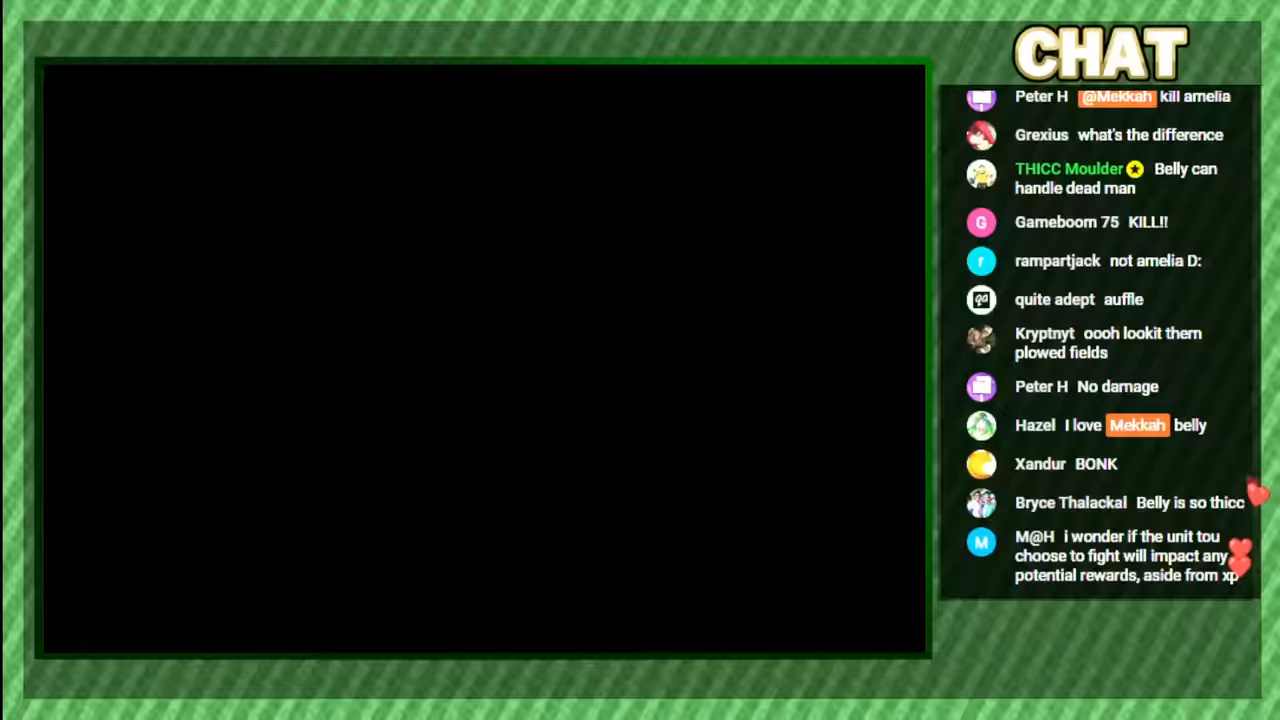 CHAT
Peter H @Mekkah kill amelia
Grexius what's the difference
THICC Moulder Belly can
handle dead man
G Gameboom 75 KILL!!
r rampartjack not amelia D:
qa quite adept auffle
Kryptnyt oooh lookit them
plowed fields
Peter H No damage
Hazel I love Mekkah belly
Xandur BONK
Bryce Thalackal Belly is so thicc
M M@H i wonder if the unit tou
choose to fight will impact any
potential rewards, aside from xp